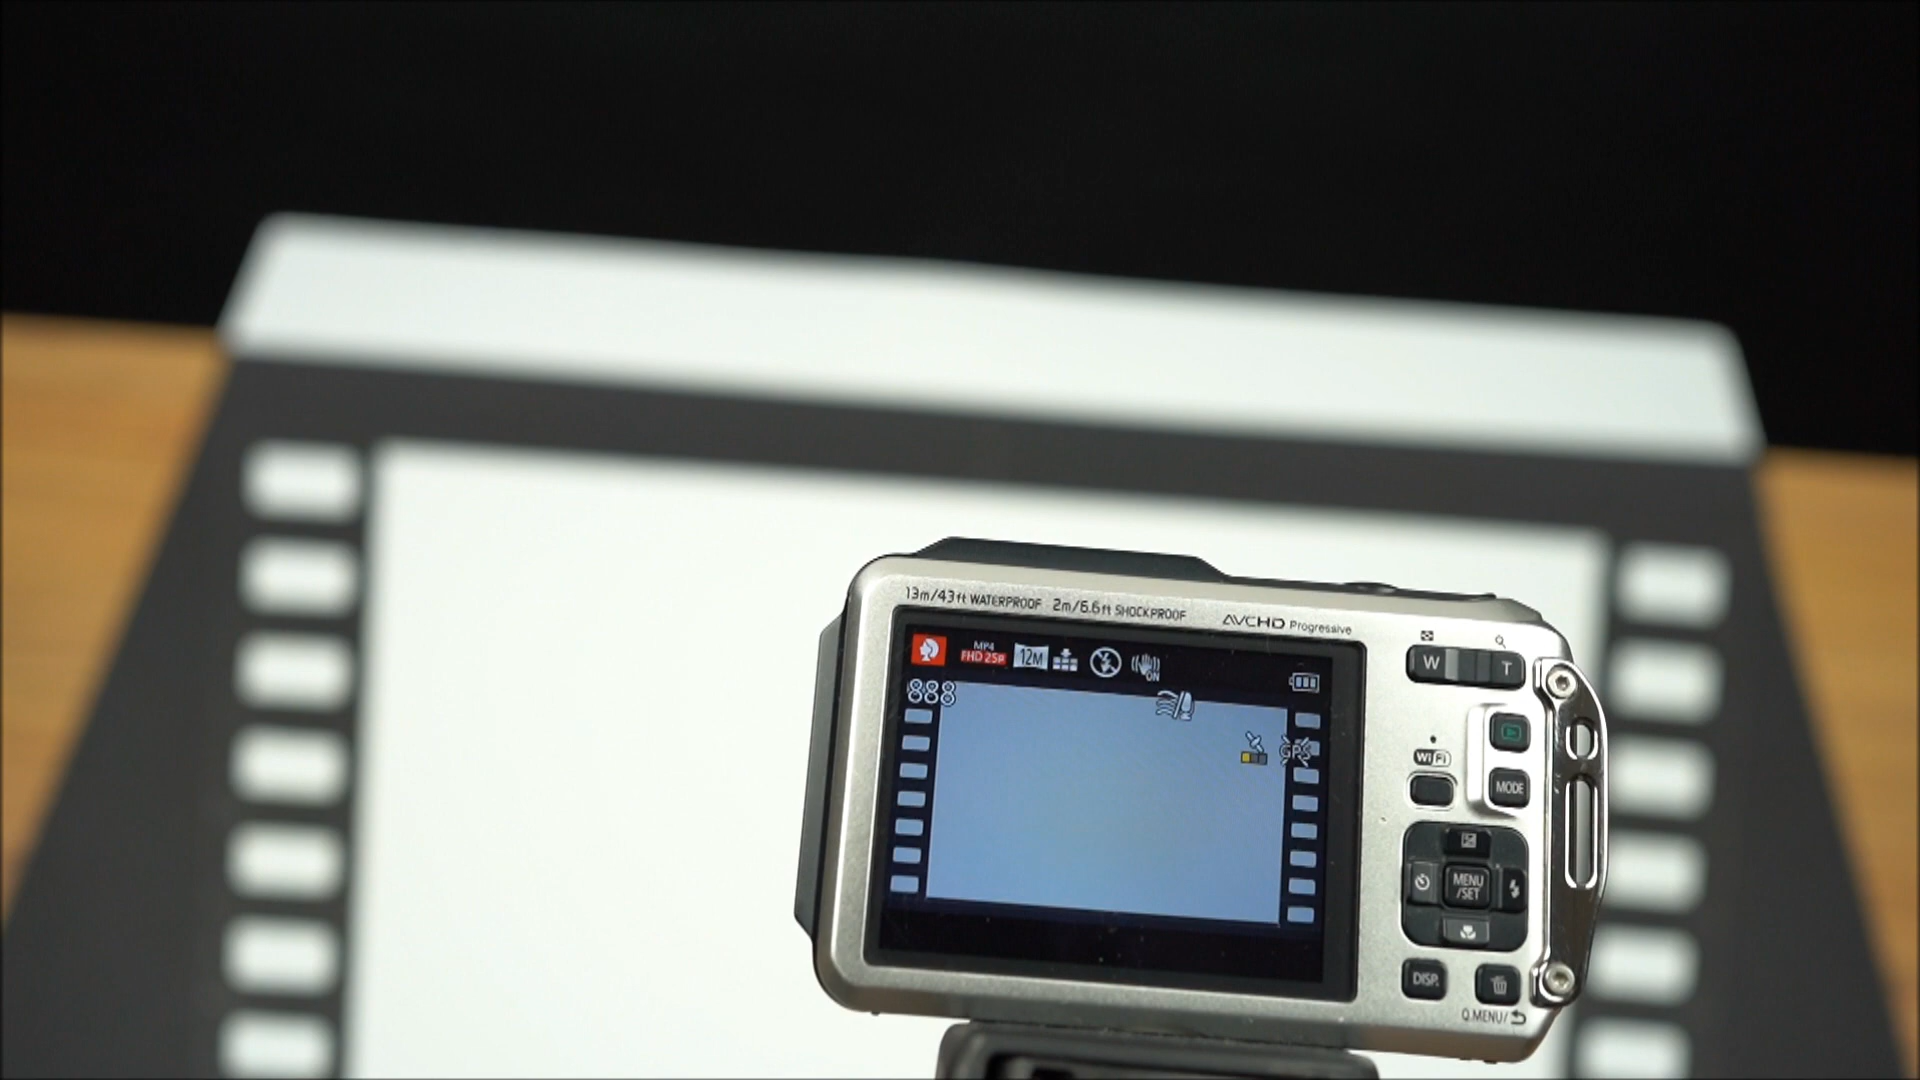 13m/43ft WATERPROOF 2m/6.6ft SHOCKPROOF AVCHD Progressive
MP4
FHD 25P
12M
ON
888
GPS
W T
Wi Fi
MODE
MENU
/SET
DISP.
Q.MENU/